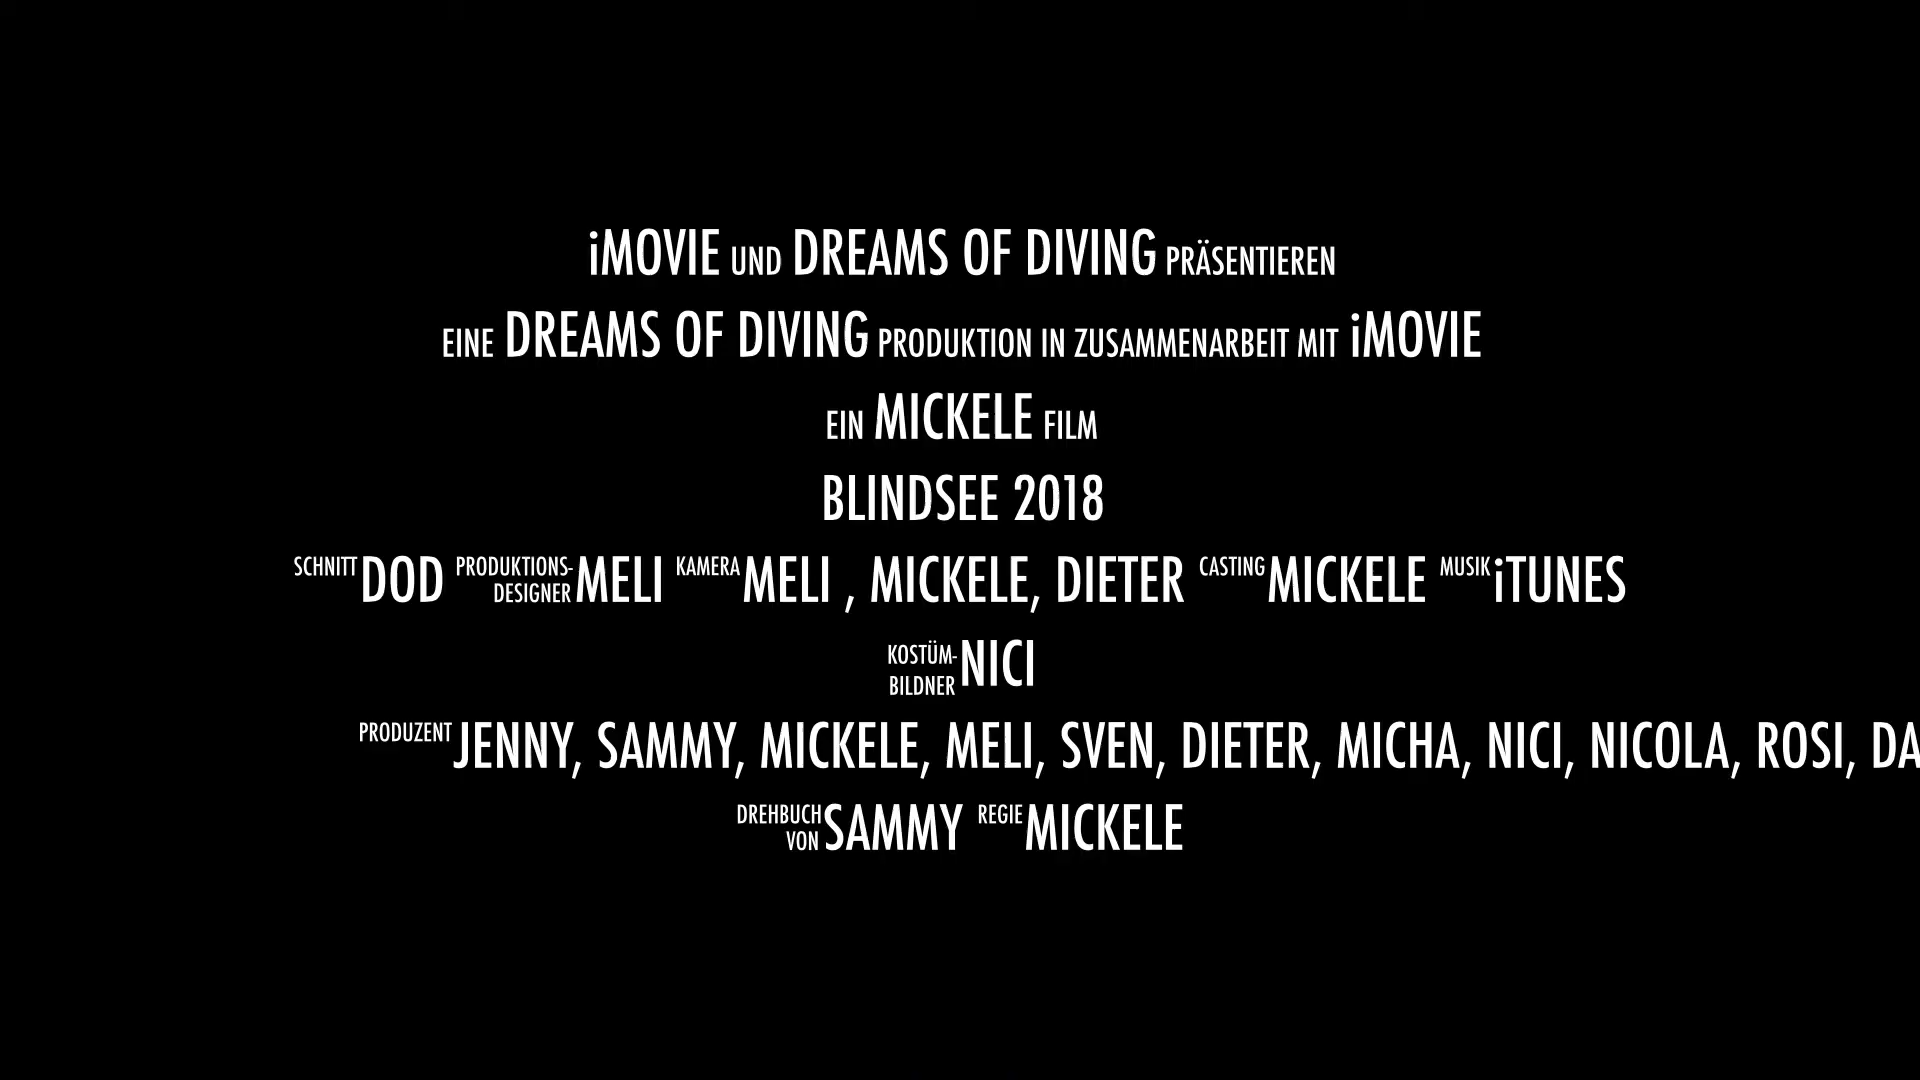 iMOVIE UND DREAMS OF DIVING PRÄSENTIEREN
EINE DREAMS OF DIVING PRODUKTION IN ZUSAMMENARBEIT MIT iMOVIE
EIN MICKELE FILM
BLINDSEE 2018
SCHNITT DOD PRODUKTIONS-DESIGNER MELI KAMERA MELI , MICKELE, DIETER CASTING MICKELE MUSIK iTUNES
KOSTÜM-BILDNER NICI
PRODUZENT JENNY, SAMMY, MICKELE, MELI, SVEN, DIETER, MICHA, NICI, NICOLA, ROSI,
DREHBUCH VON SAMMY REGIE MICKELE